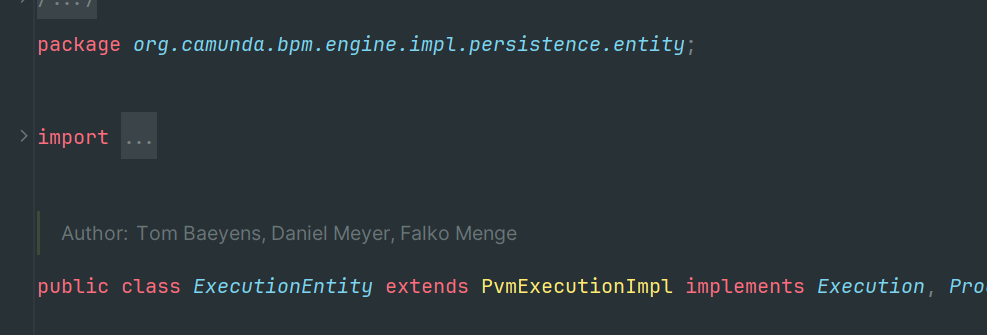 /.../
package org.camunda.bpm.engine.impl.persistence.entity;
import ...
Author: Tom Baeyens, Daniel Meyer, Falko Menge
public class ExecutionEntity extends PvmExecutionImpl implements Execution, Pro